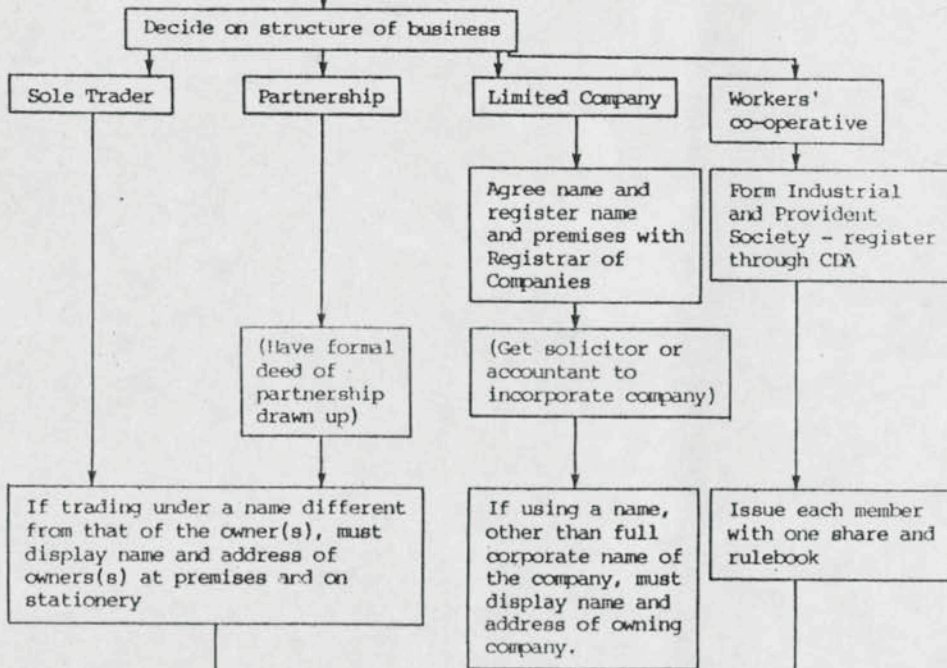 Decide on structure of business
Sole Trader
Partnership
Limited Company
Workers'
co-operative
Agree name and
register name
and premises with
Registrar of
Companies
Form Industrial
and Provident
Society - register
through CDA
(Have formal
deed of
partnership
drawn up)
(Get solicitor or
accountant to
incorporate company)
If trading under a name different
from that of the owner(s), must
display name and address of
owners(s) at premises and on
stationery
If using a name,
other than full
corporate name of
the company, must
display name and
address of owning
company.
Issue each member
with one share and
rulebook